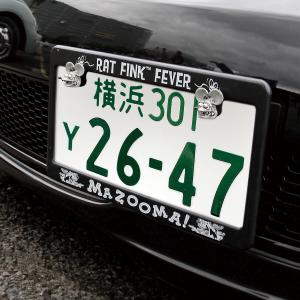 RAT FINK™ FEVER
横浜 301
Y 26-47
MAZOOMA!